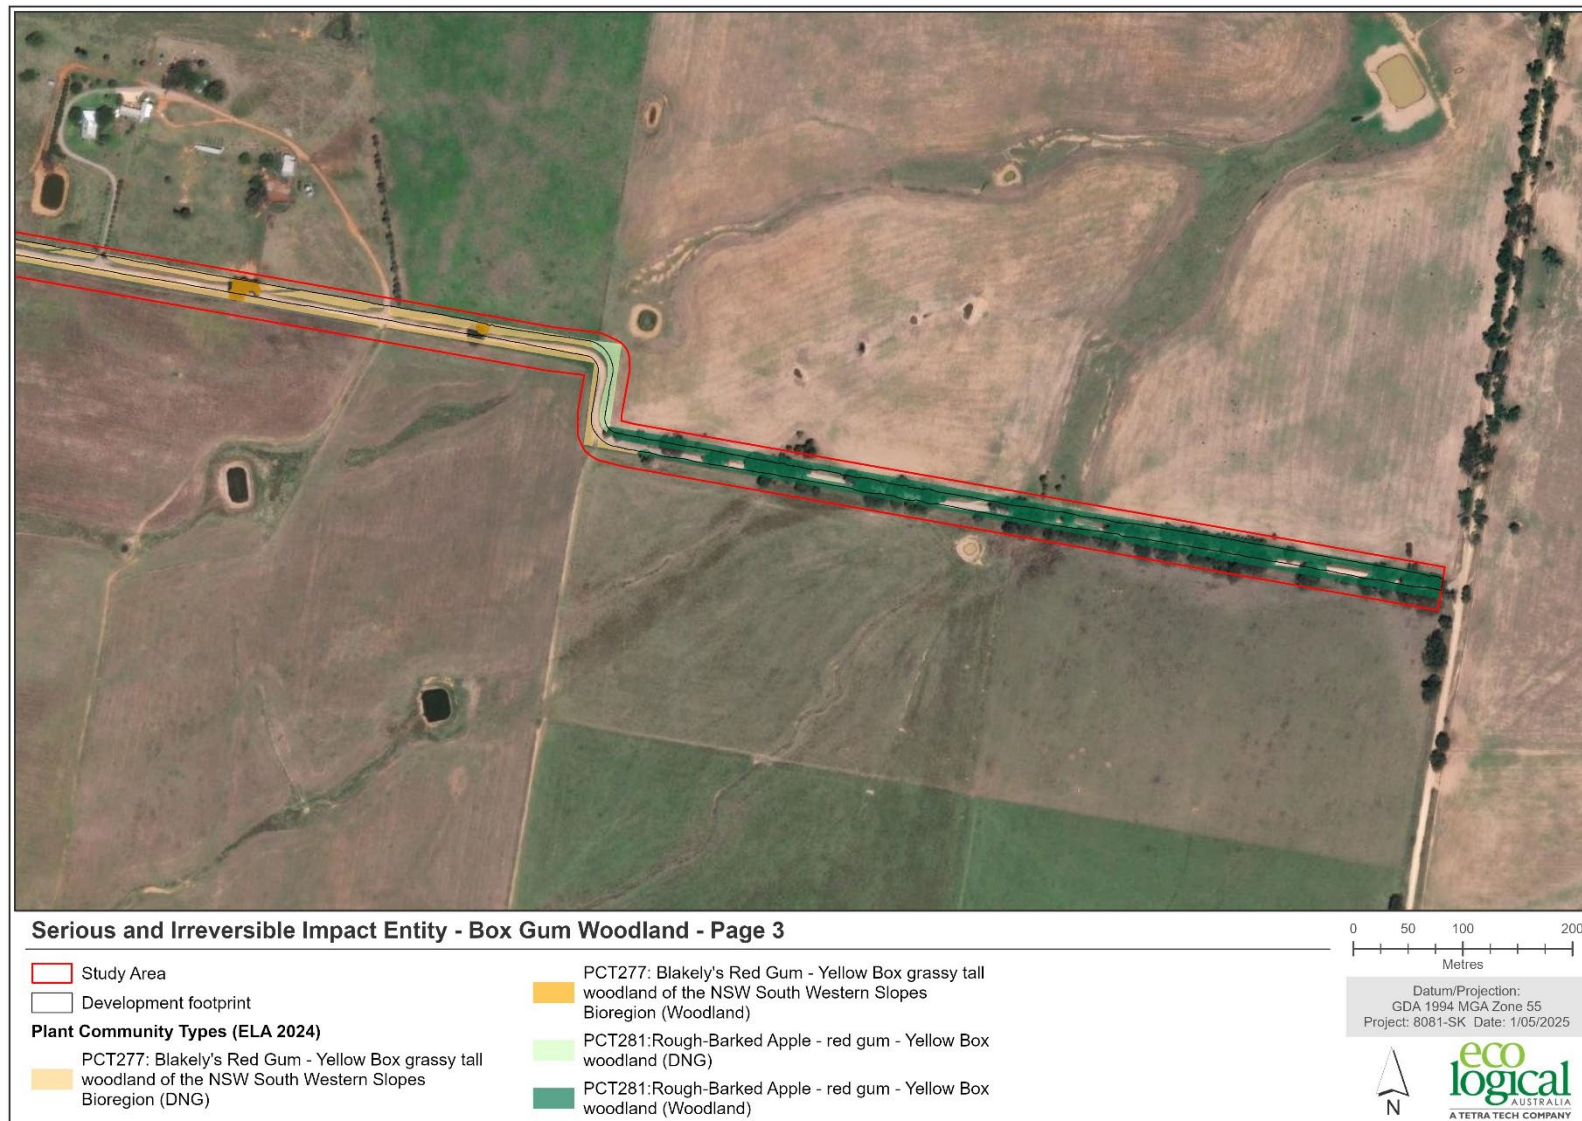 Serious and Irreversible Impact Entity - Box Gum Woodland - Page 3
Study Area
Development footprint
Plant Community Types (ELA 2024)
PCT277: Blakely's Red Gum - Yellow Box grassy tall
woodland of the NSW South Western Slopes
Bioregion (DNG)
PCT277: Blakely's Red Gum - Yellow Box grassy tall
woodland of the NSW South Western Slopes
Bioregion (Woodland)
PCT281:Rough-Barked Apple - red gum - Yellow Box
woodland (DNG)
PCT281:Rough-Barked Apple - red gum - Yellow Box
woodland (Woodland)
0 50 100 200
Metres
Datum/Projection:
GDA 1994 MGA Zone 55
Project: 8081-SK Date: 1/05/2025
N
eco
logical
AUSTRALIA
A TETRA TECH COMPANY